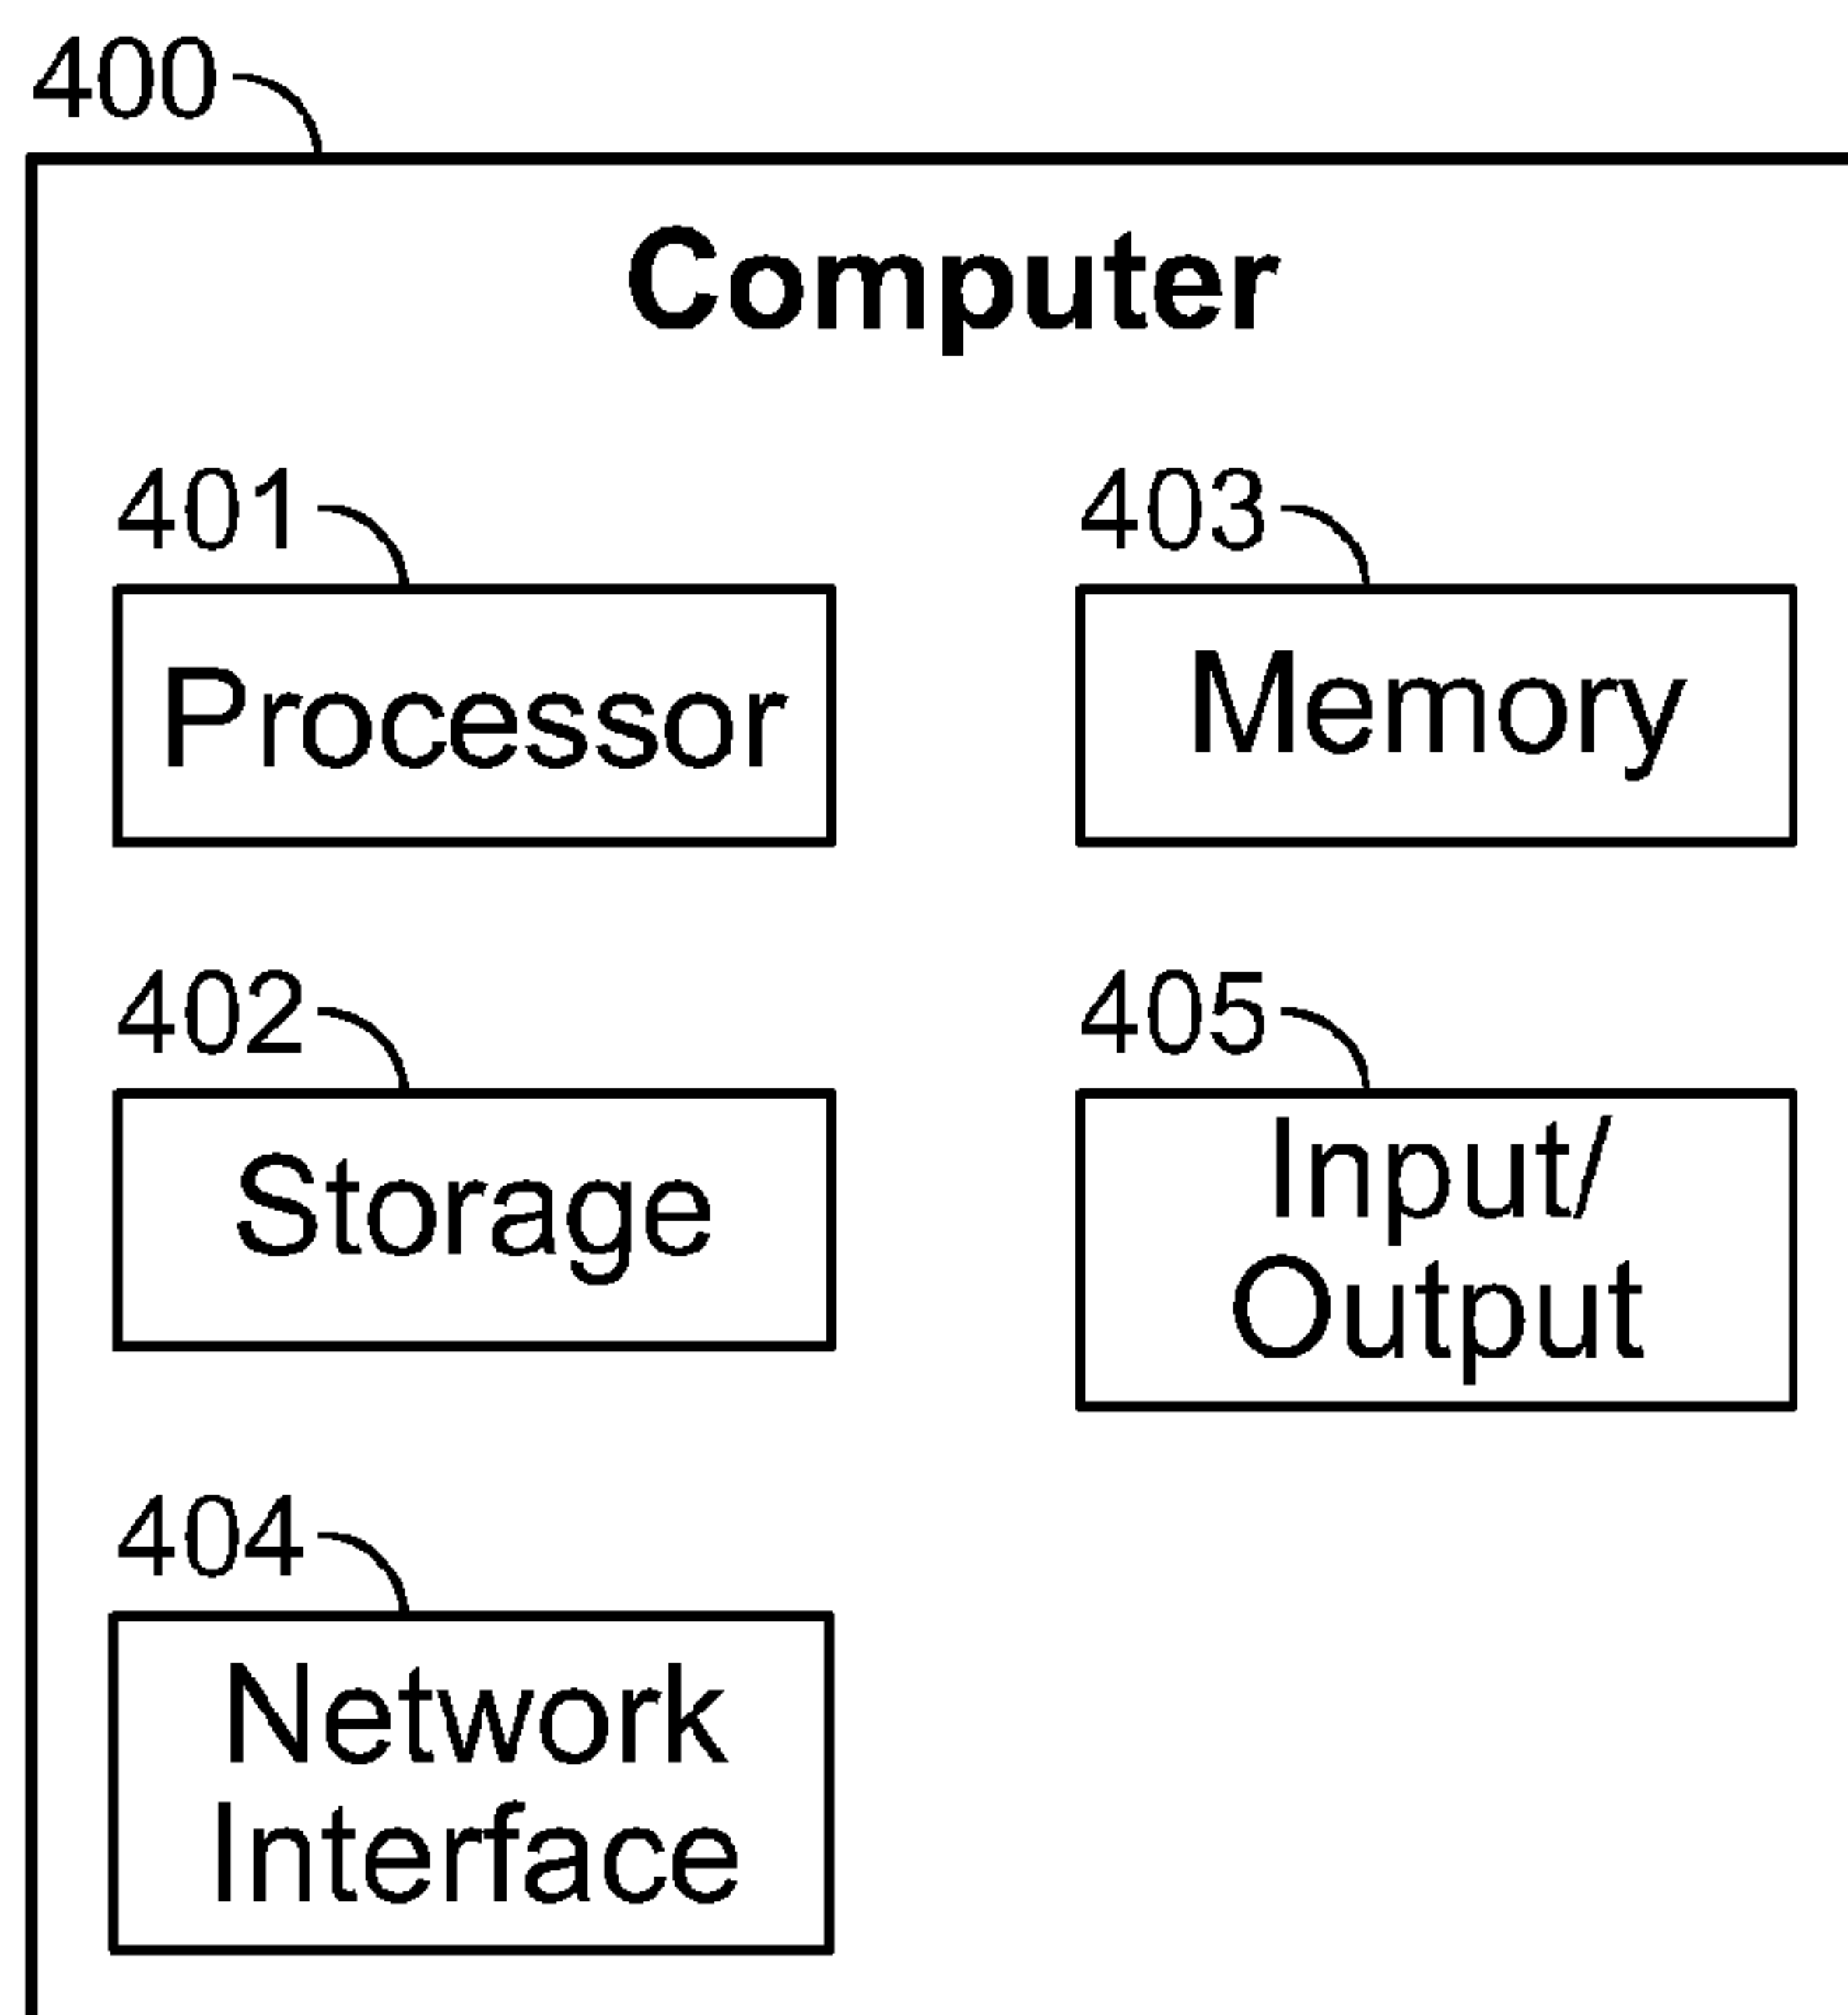 400
Computer
401
Processor
403
Memory
402
Storage
405
Input/
Output
404
Network
Interface